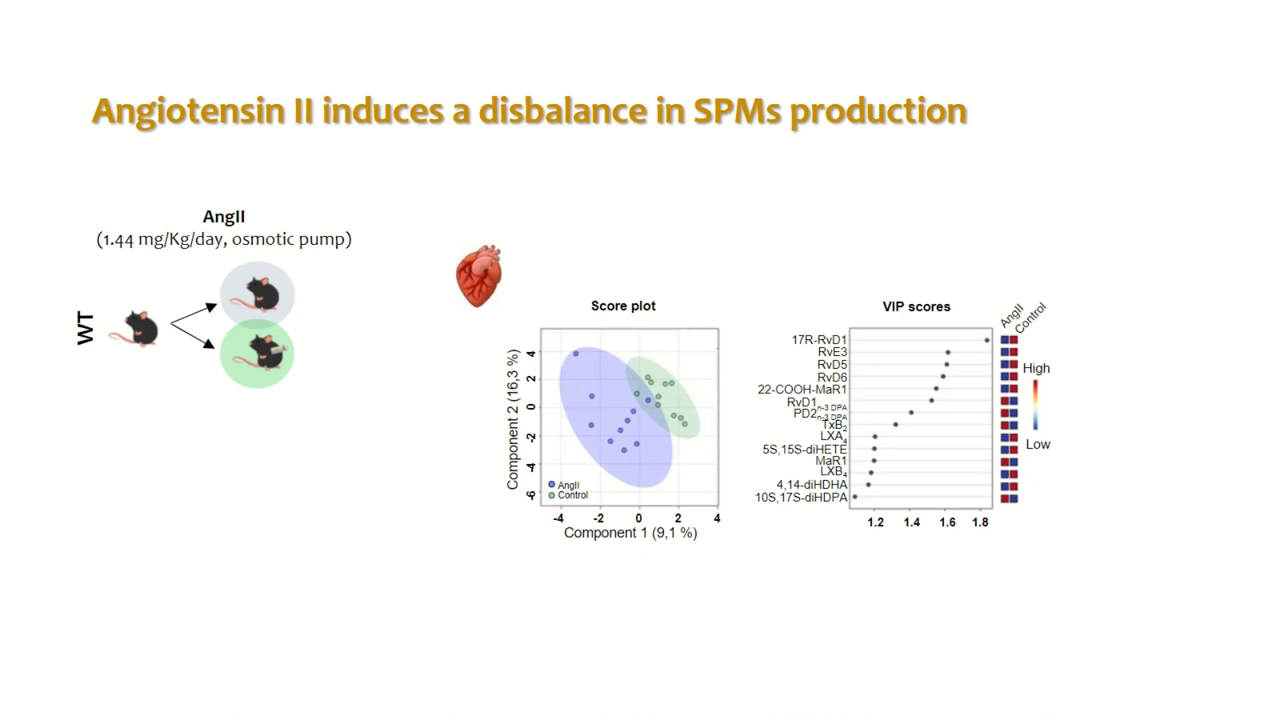 Angiotensin II induces a disbalance in SPMs production
AngII
(1.44 mg/Kg/day, osmotic pump)
WT
Score plot
Component 2 (16,3 %)
4
2
0
-2
-4
-6
AngII
Control
-4 -2 0 2 4
Component 1 (9,1 %)
VIP scores
AngII
Control
17R-RvD1
RvE3
RvD5
RvD6
22-COOH-MaR1
RvD1n-3 DPA
PD2n-3 DPA
TxB2
LXA4
5S,15S-diHETE
MaR1
LXB4
4,14-diHDHA
10S,17S-diHDPA
1.2 1.4 1.6 1.8
High
Low